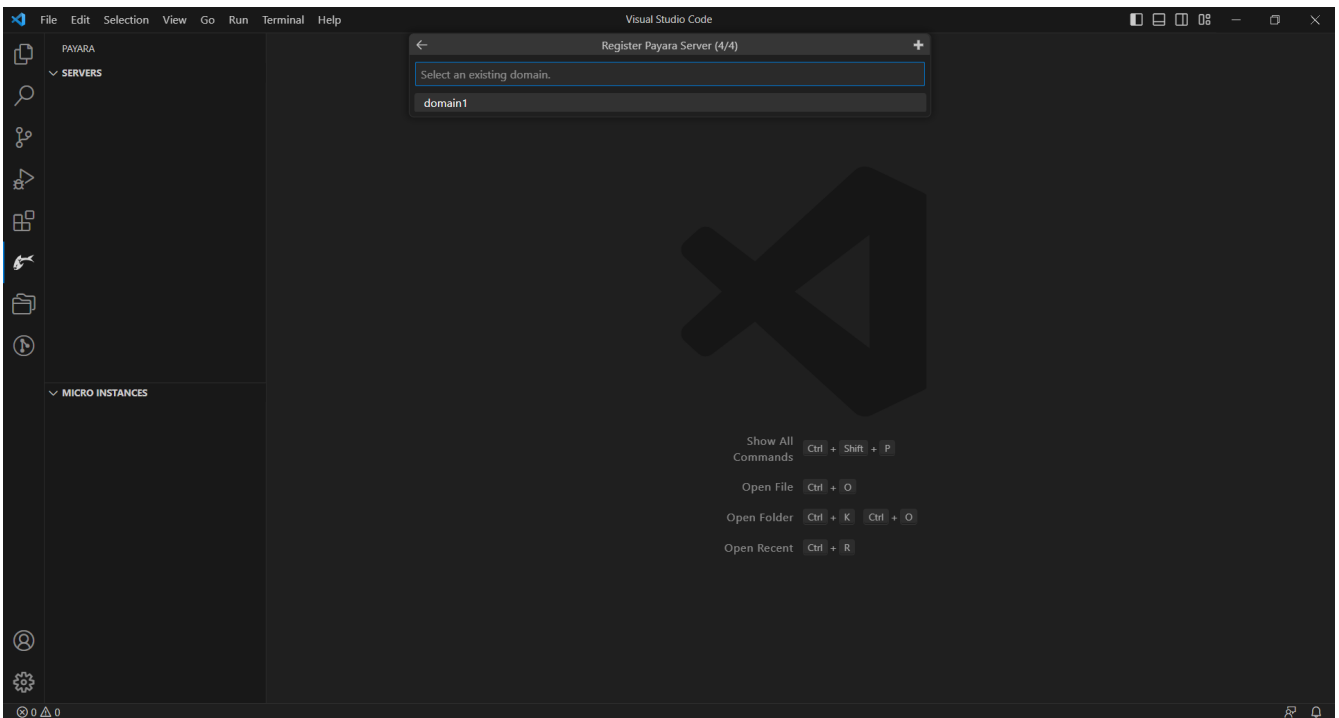 File Edit Selection View Go Run Terminal Help
Visual Studio Code
PAYARA
SERVERS
Register Payara Server (4/4)
Select an existing domain.
domain1
MICRO INSTANCES
Show All Commands Ctrl + Shift + P
Open File Ctrl + O
Open Folder Ctrl + K Ctrl + O
Open Recent Ctrl + R
0 0